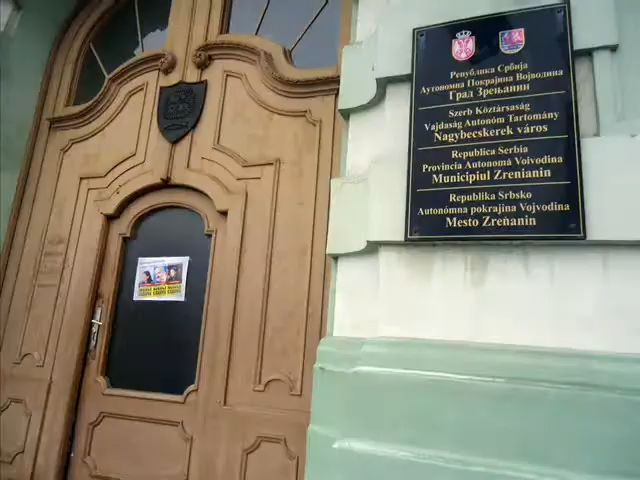 Република Србија
Аутономна Покрајина Војводина
Град Зрењанин
Szerb Köztársaság
Vajdaság Autonóm Tartomány
Nagybecskerek város
Republica Serbia
Provincia Autonomă Voivodina
Municipiul Zrenianin
Republika Srbsko
Autonómna pokrajina Vojvodina
Mesto Zreňanin